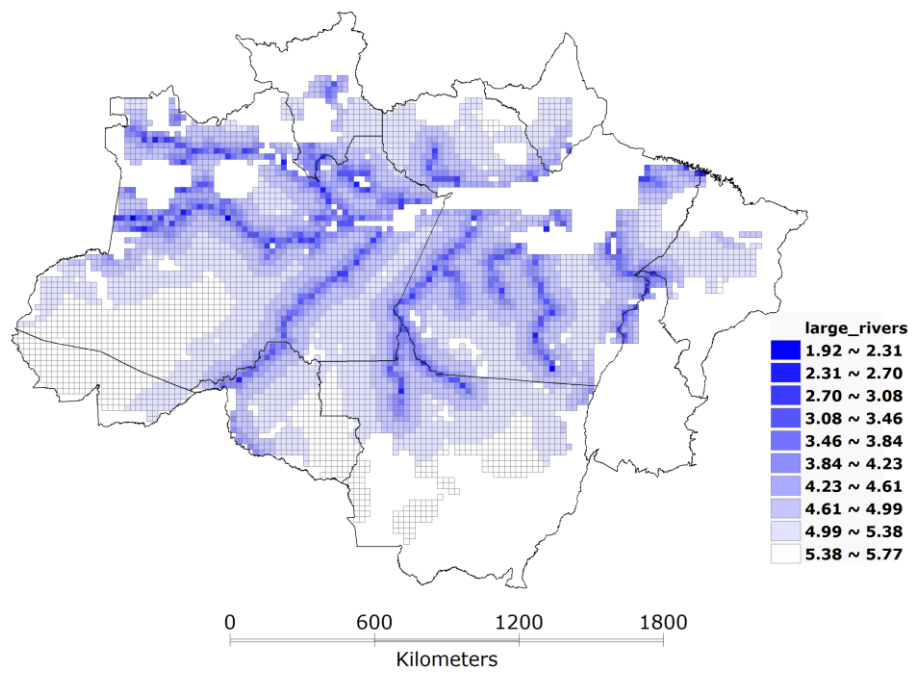 large_rivers
1.92 ~ 2.31
2.31 ~ 2.70
2.70 ~ 3.08
3.08 ~ 3.46
3.46 ~ 3.84
3.84 ~ 4.23
4.23 ~ 4.61
4.61 ~ 4.99
4.99 ~ 5.38
5.38 ~ 5.77
0 600 1200 1800
Kilometers